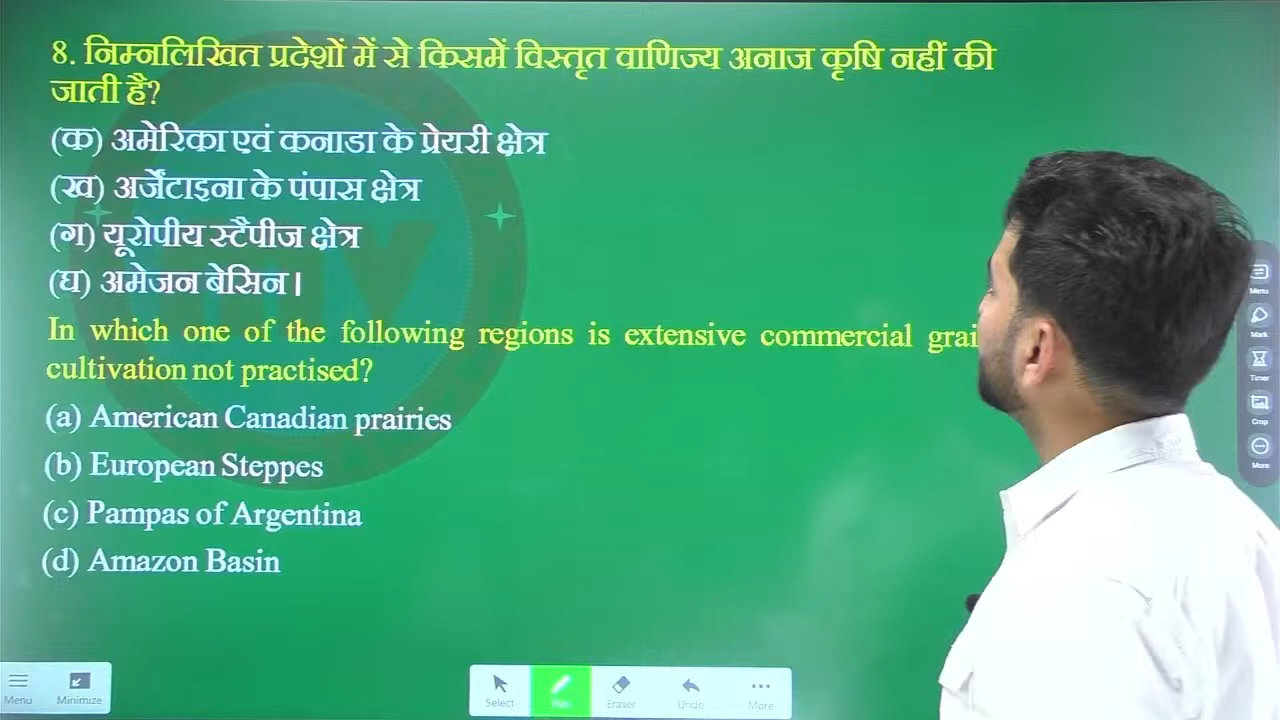 8. निम्नलिखित प्रदेशों में से किसमें विस्तृत वाणिज्य अनाज कृषि नहीं की
जाती है?
(क) अमेरिका एवं कनाडा के प्रेयरी क्षेत्र
(ख) अर्जेंटाइना के पंपास क्षेत्र
(ग) यूरोपीय स्टैपीज क्षेत्र
(घ) अमेजन बेसिन।
In which one of the following regions is extensive commercial grai
cultivation not practised?
(a) American Canadian prairies
(b) European Steppes
(c) Pampas of Argentina
(d) Amazon Basin
Menu
Mark
Timer
Crop
More
Menu Minimize
Select Pen Eraser Undo More